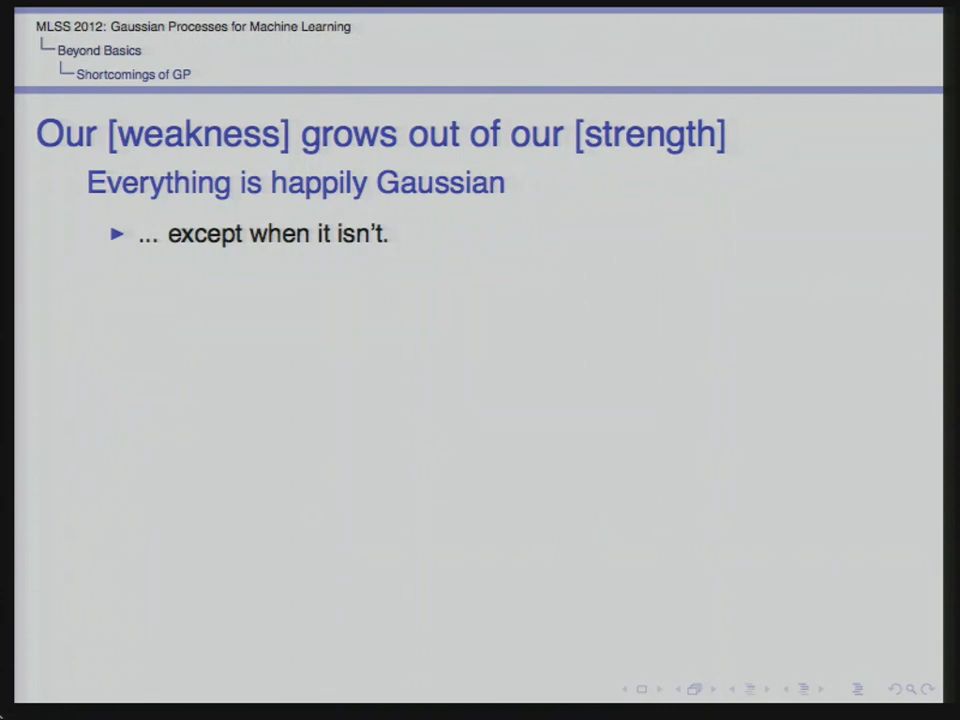 MLSS 2012: Gaussian Processes for Machine Learning
Beyond Basics
Shortcomings of GP
Our [weakness] grows out of our [strength]
Everything is happily Gaussian
... except when it isn't.